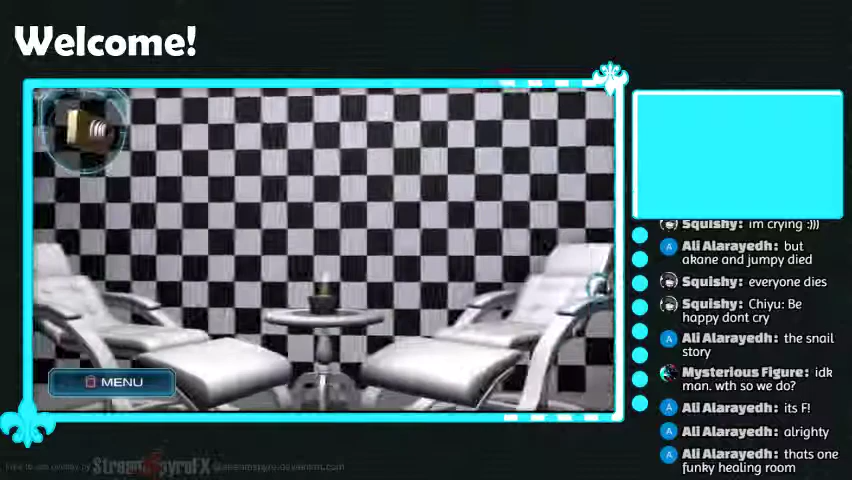 Welcome!
MENU
Squishy: im crying :)))
Ali Alarayedh: but
akane and jumpy died
Squishy: everyone dies
Squishy: Chiyu: Be
happy dont cry
Ali Alarayedh: the snail
story
Mysterious Figure: idk
man. wth so we do?
Ali Alarayedh: its F!
Ali Alarayedh: alrighty
Ali Alarayedh: thats one
funky healing room